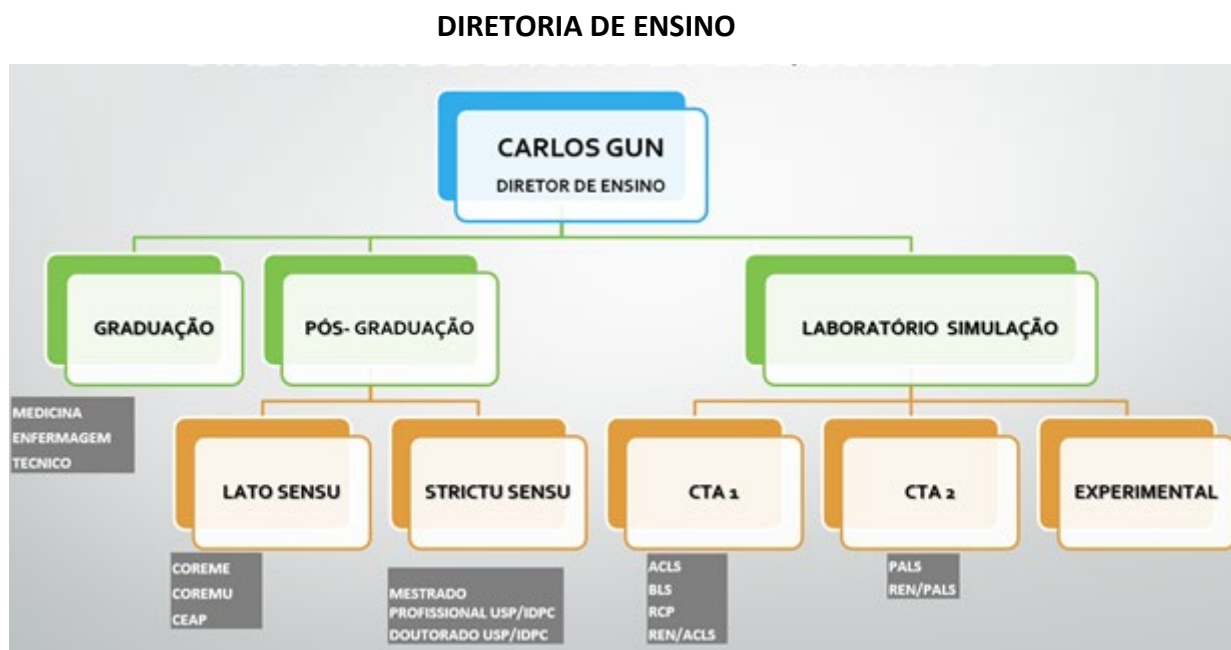 DIRETORIA DE ENSINO
CARLOS GUN
DIRETOR DE ENSINO
GRADUAÇÃO
PÓS- GRADUAÇÃO
LABORATÓRIO SIMULAÇÃO
MEDICINA
ENFERMAGEM
TECNICO
LATO SENSU
STRICTU SENSU
CTA 1
CTA 2
EXPERIMENTAL
COREME
COREMU
CEAP
MESTRADO
PROFISSIONAL USP/IDPC
DOUTORADO USP/IDPC
ACLS
BLS
RCP
REN/ACLS
PALS
REN/PALS